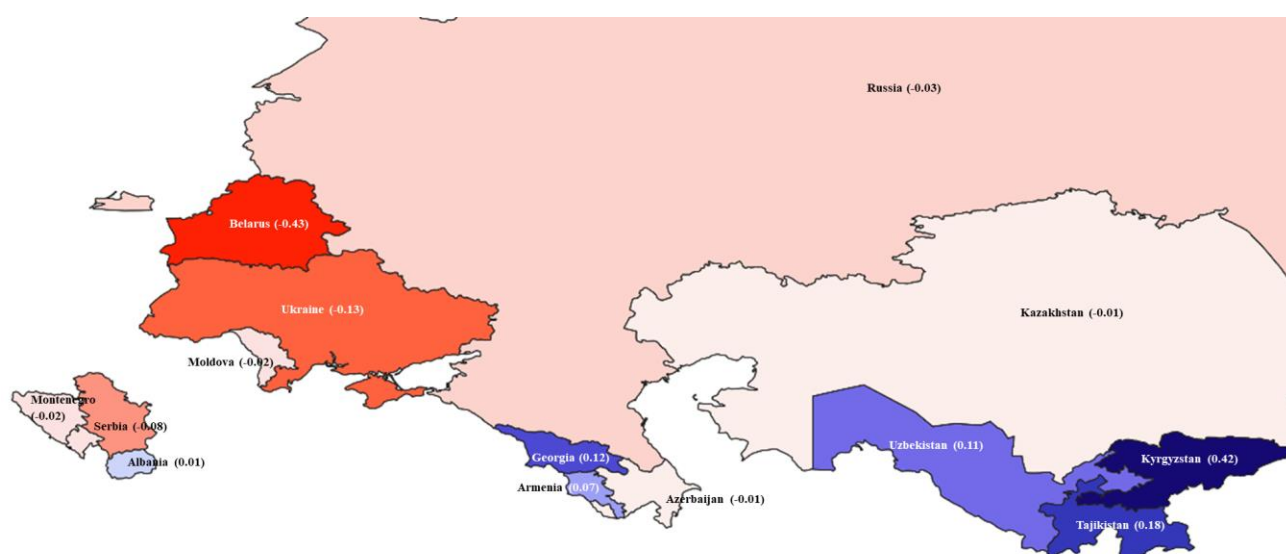 Russia (-0.03)
Belarus (-0.43)
Ukraine (-0.13)
Kazakhstan (-0.01)
Moldova (-0.02)
Montenegro
(-0.02)
Serbia (-0.08)
Albania (0.01)
Georgia (0.12)
Armenia (0.07)
Azerbaijan (-0.01)
Uzbekistan (0.11)
Kyrgyzstan (0.42)
Tajikistan (0.18)